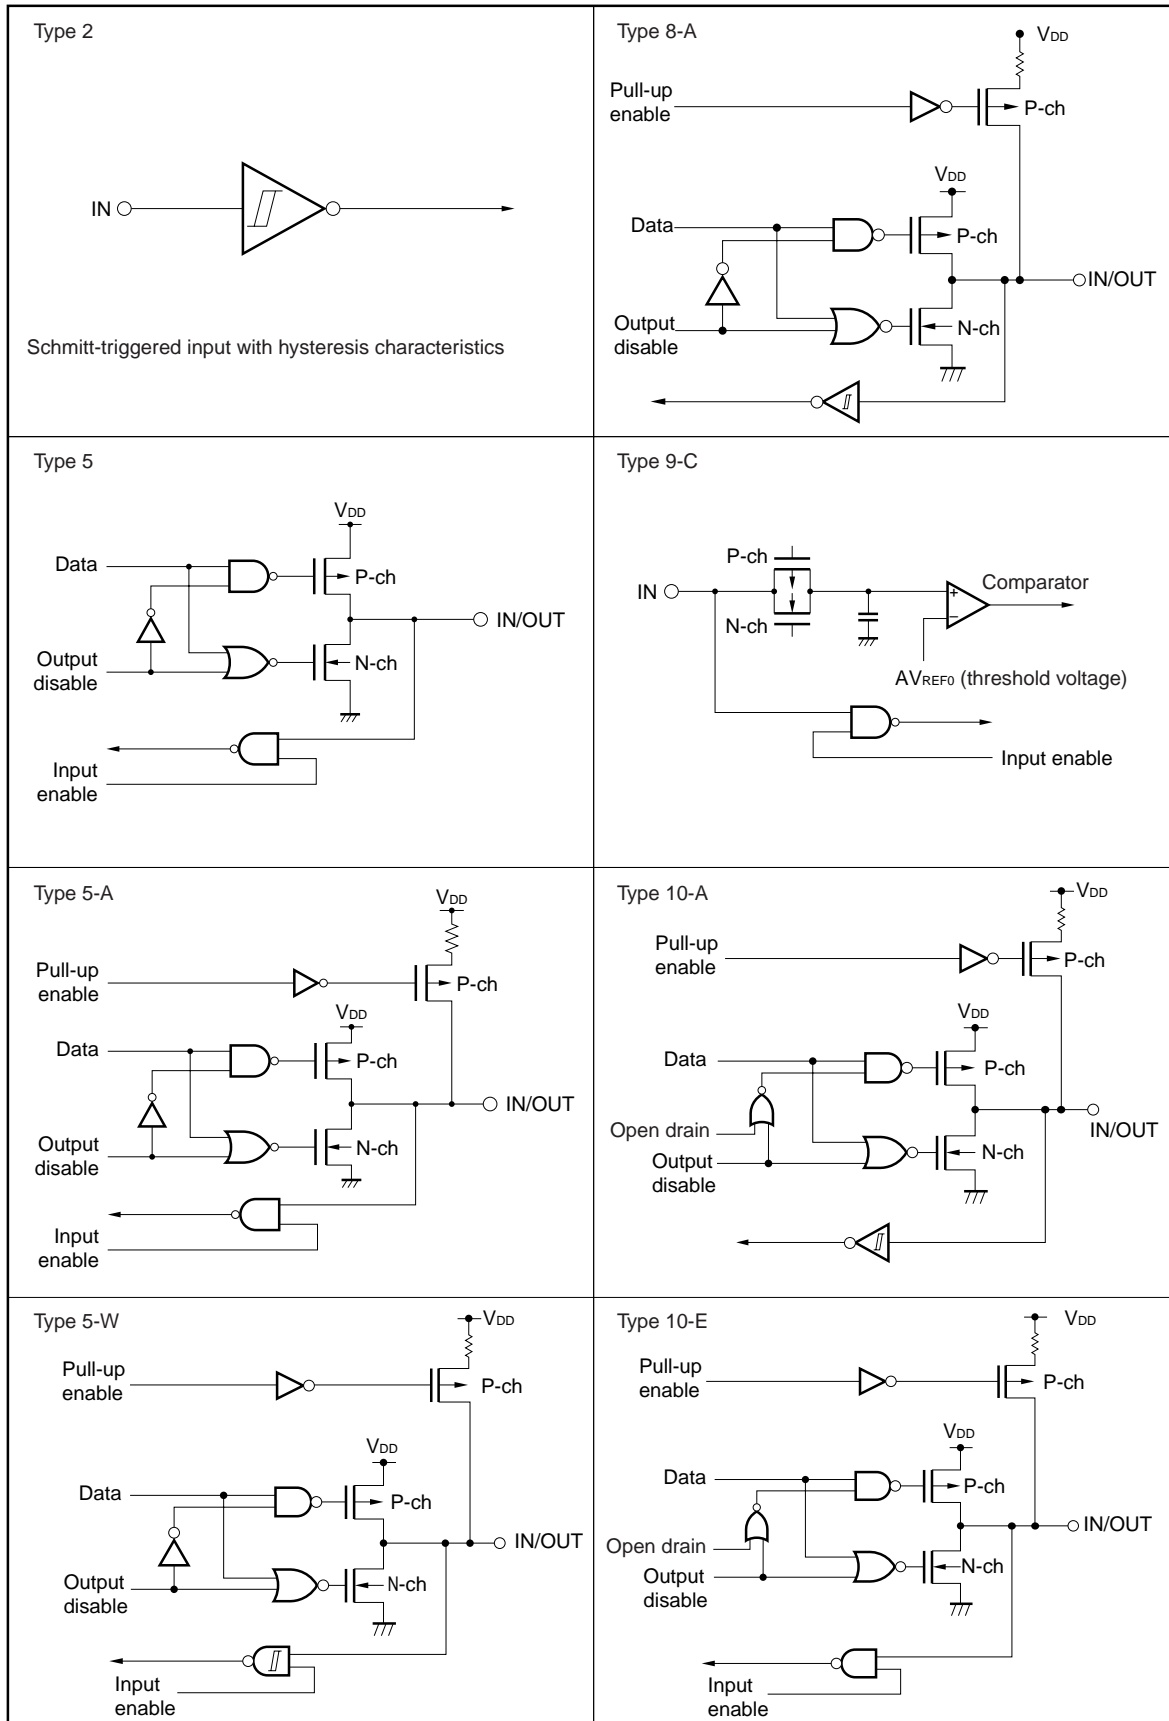 Type 2
IN
Schmitt-triggered input with hysteresis characteristics
Type 8-A
VDD
Pull-up
enable
P-ch
VDD
Data
P-ch
IN/OUT
Output
disable
N-ch
Type 5
VDD
Data
P-ch
IN/OUT
Output
disable
N-ch
Input
enable
Type 9-C
P-ch
IN
N-ch
Comparator
+
−
AVREF0 (threshold voltage)
Input enable
Type 5-A
VDD
Pull-up
enable
P-ch
VDD
Data
P-ch
IN/OUT
Output
disable
N-ch
Input
enable
Type 10-A
VDD
Pull-up
enable
P-ch
VDD
Data
P-ch
IN/OUT
Open drain
Output
disable
N-ch
Type 5-W
VDD
Pull-up
enable
P-ch
VDD
Data
P-ch
IN/OUT
Output
disable
N-ch
Input
enable
Type 10-E
VDD
Pull-up
enable
P-ch
VDD
Data
P-ch
IN/OUT
Open drain
Output
disable
N-ch
Input
enable